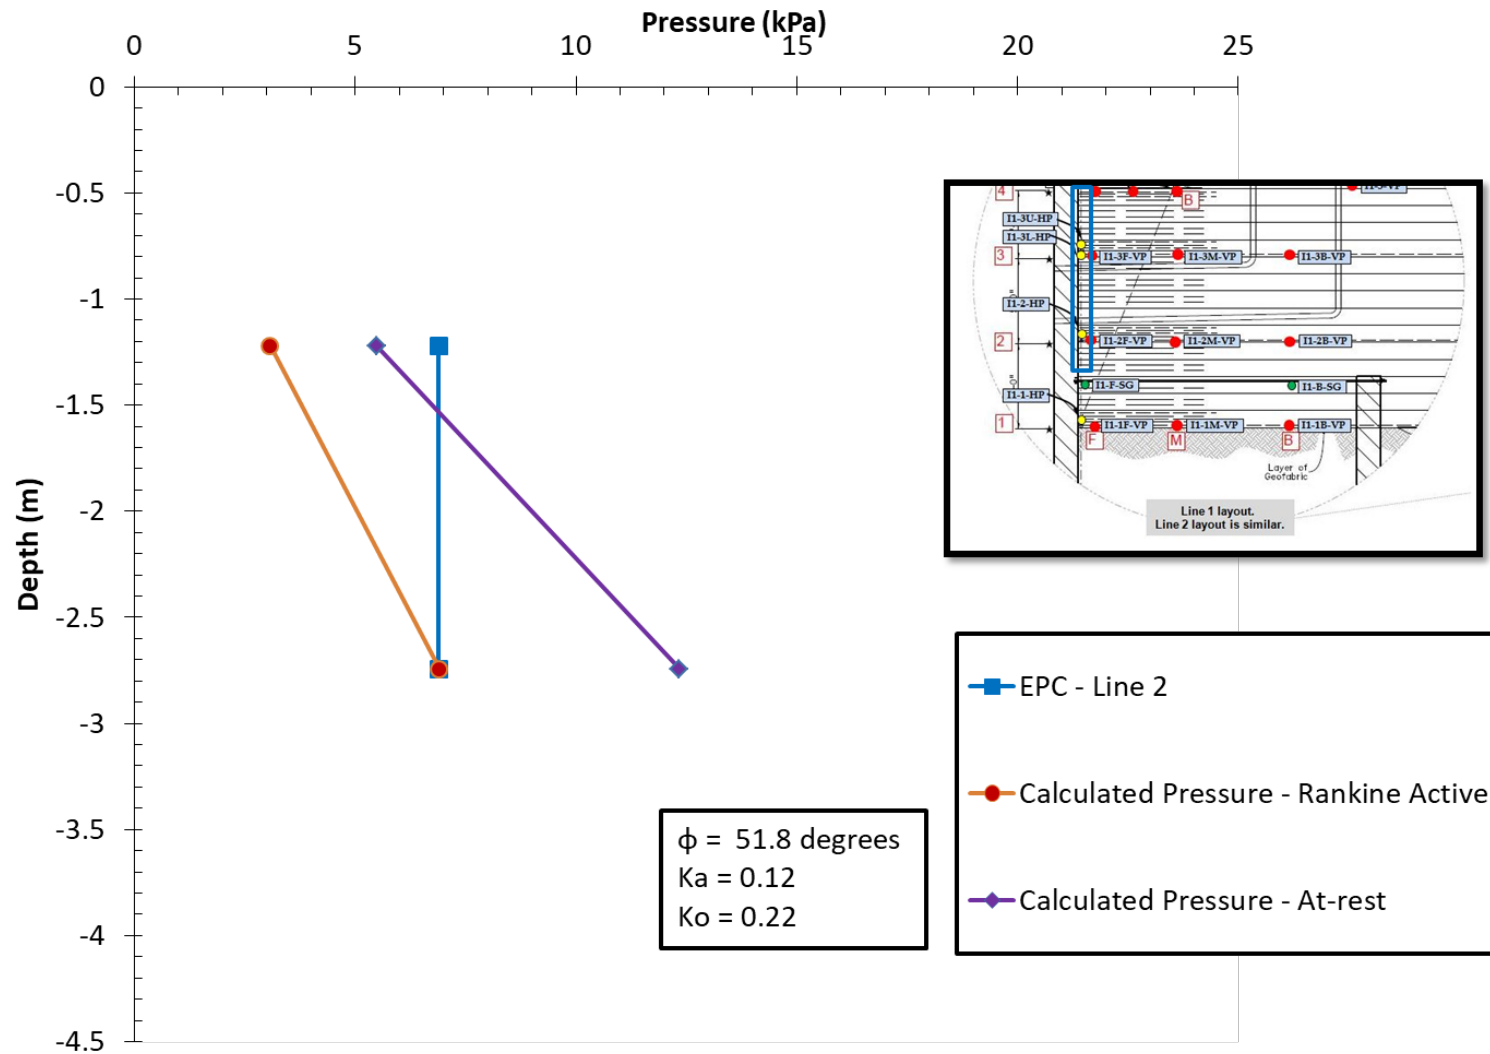 Pressure (kPa)
0 5 10 15 20 25
0
-0.5
-1
-1.5
-2
-2.5
-3
-3.5
-4
-4.5
Depth (m)
4
B
I1-3U-HP
I1-3L-HP
3
I1-3F-VP
I1-3M-VP
I1-3B-VP
I1-2-HP
2
I1-2F-VP
I1-2M-VP
I1-2B-VP
I1-F-SG
I1-B-SG
I1-1-HP
1
I1-1F-VP
I1-1M-VP
I1-1B-VP
F
M
B
Layer of
Geofabric
Line 1 layout.
Line 2 layout is similar.
EPC - Line 2
Calculated Pressure - Rankine Active
Calculated Pressure - At-rest
ϕ = 51.8 degrees
Ka = 0.12
Ko = 0.22